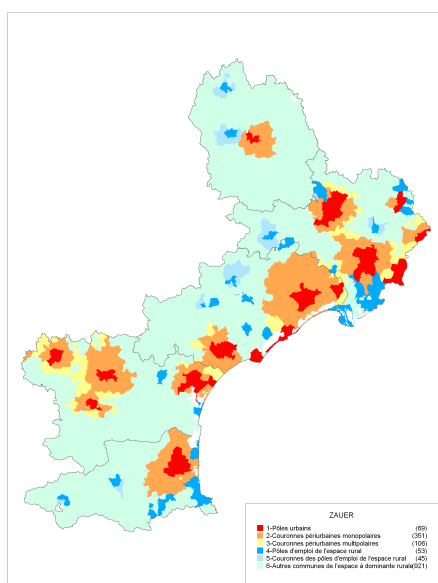 ZAUER
1-Pôles urbains (69)
2-Couronnes périurbaines monopolaires (351)
3-Couronnes périurbaines multipolaires (106)
4-Pôles d'emploi de l'espace rural (53)
5-Couronnes des pôles d'emploi de l'espace rural (45)
6-Autres communes de l'espace à dominante rurale (921)